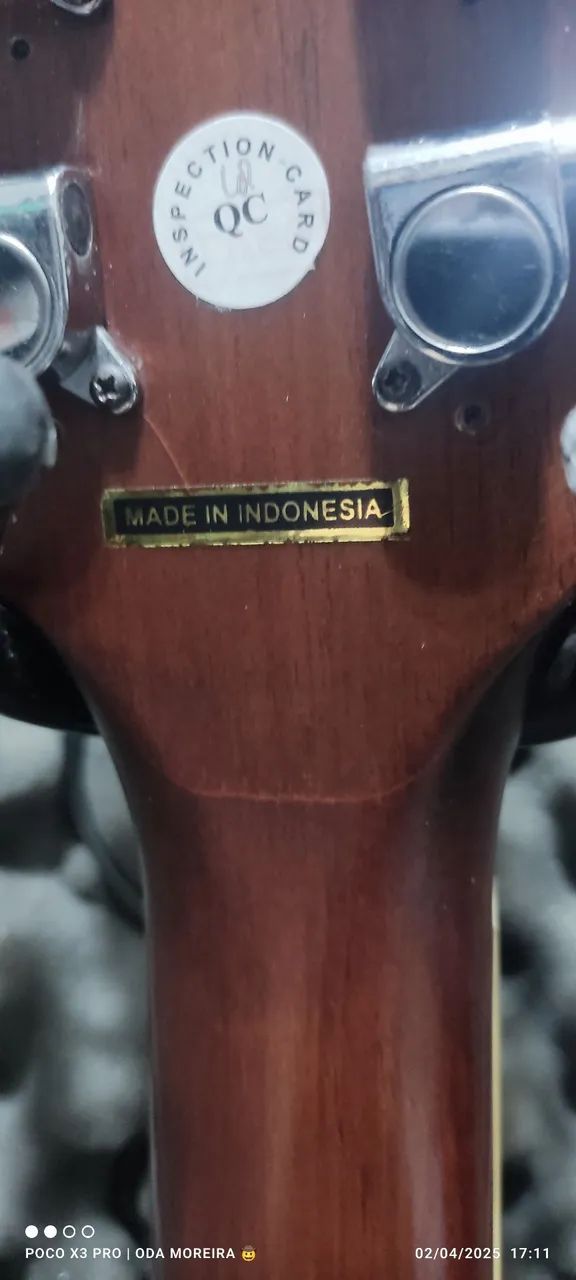 INSPECTION CARD
QC
MADE IN INDONESIA
POCO X3 PRO | ODA MOREIRA 🤠
02/04/2025 17:11